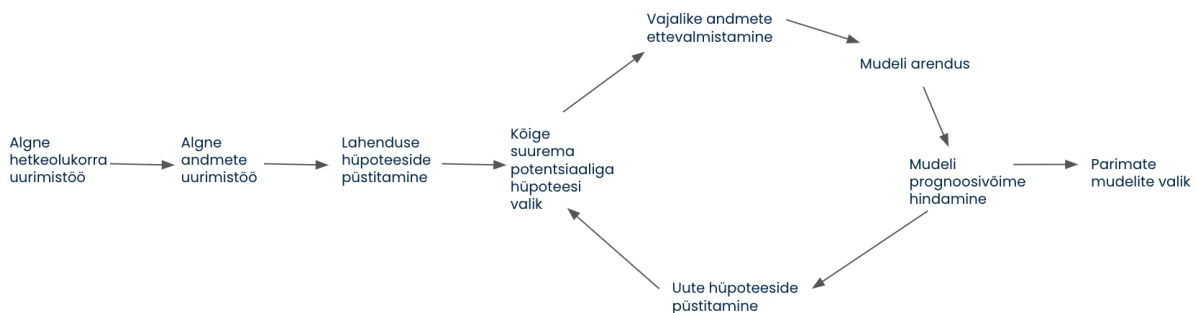 Algne
hetkeolukorra
uurimistöö
Algne
andmete
uurimistöö
Lahenduse
hüpoteeside
püstitamine
Kõige
suurema
potentsiaaliga
hüpoteesi
valik
Vajalike andmete
ettevalmistamine
Mudeli arendus
Mudeli
prognoosivõime
hindamine
Parimate
mudelite valik
Uute hüpoteeside
püstitamine